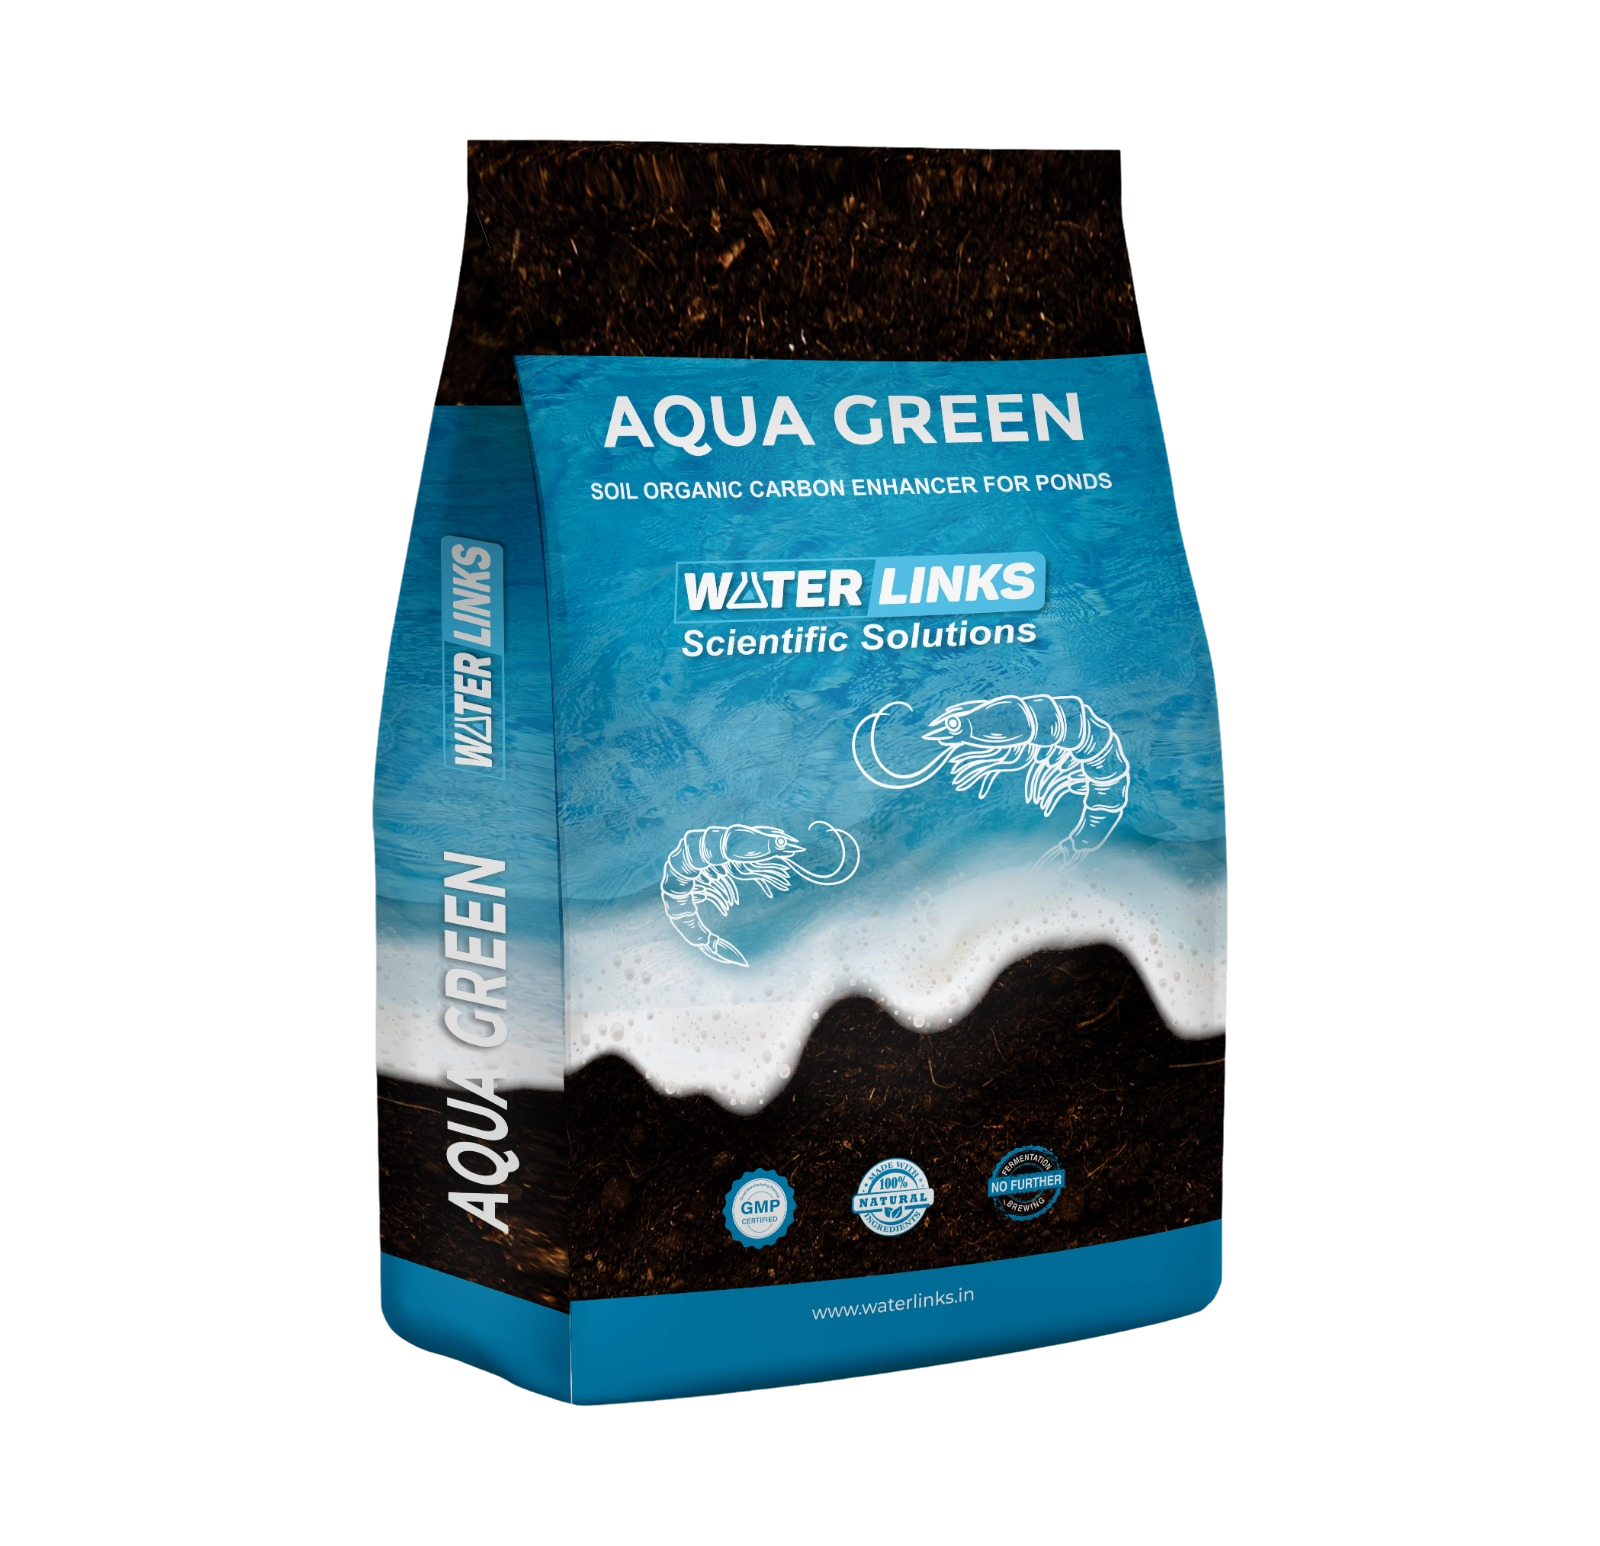 AQUA GREEN
SOIL ORGANIC CARBON ENHANCER FOR PONDS
WATER LINKS
Scientific Solutions
WATER LINKS
AQUA GREEN
GMP
CERTIFIED
MADE WITH
100%
NATURAL
INGREDIENTS
FERMENTATION
NO FURTHER
BREWING
www.waterlinks.in